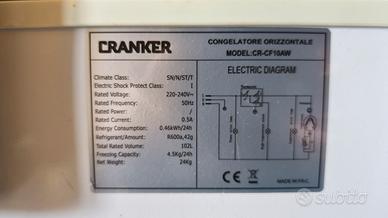 CRANKER
CONGELATORE ORIZZONTALE
MODEL:CR-CF10AW
Climate Class: SN/N/ST/T
Electric Shock Protect Class: I
Rated Voltage: 220-240V~
Rated Frequency: 50Hz
Rated Power: /
Rated Current: 0.5A
Energy Consumption: 0.46kWh/24h
Refrigerant/Amount: R600a,42g
Total Rated Volume: 102L
Freezing Capacity: 4.5Kg/24h
Net Weight: 24Kg
ELECTRIC DIAGRAM
MADE IN P.R.C.
subito